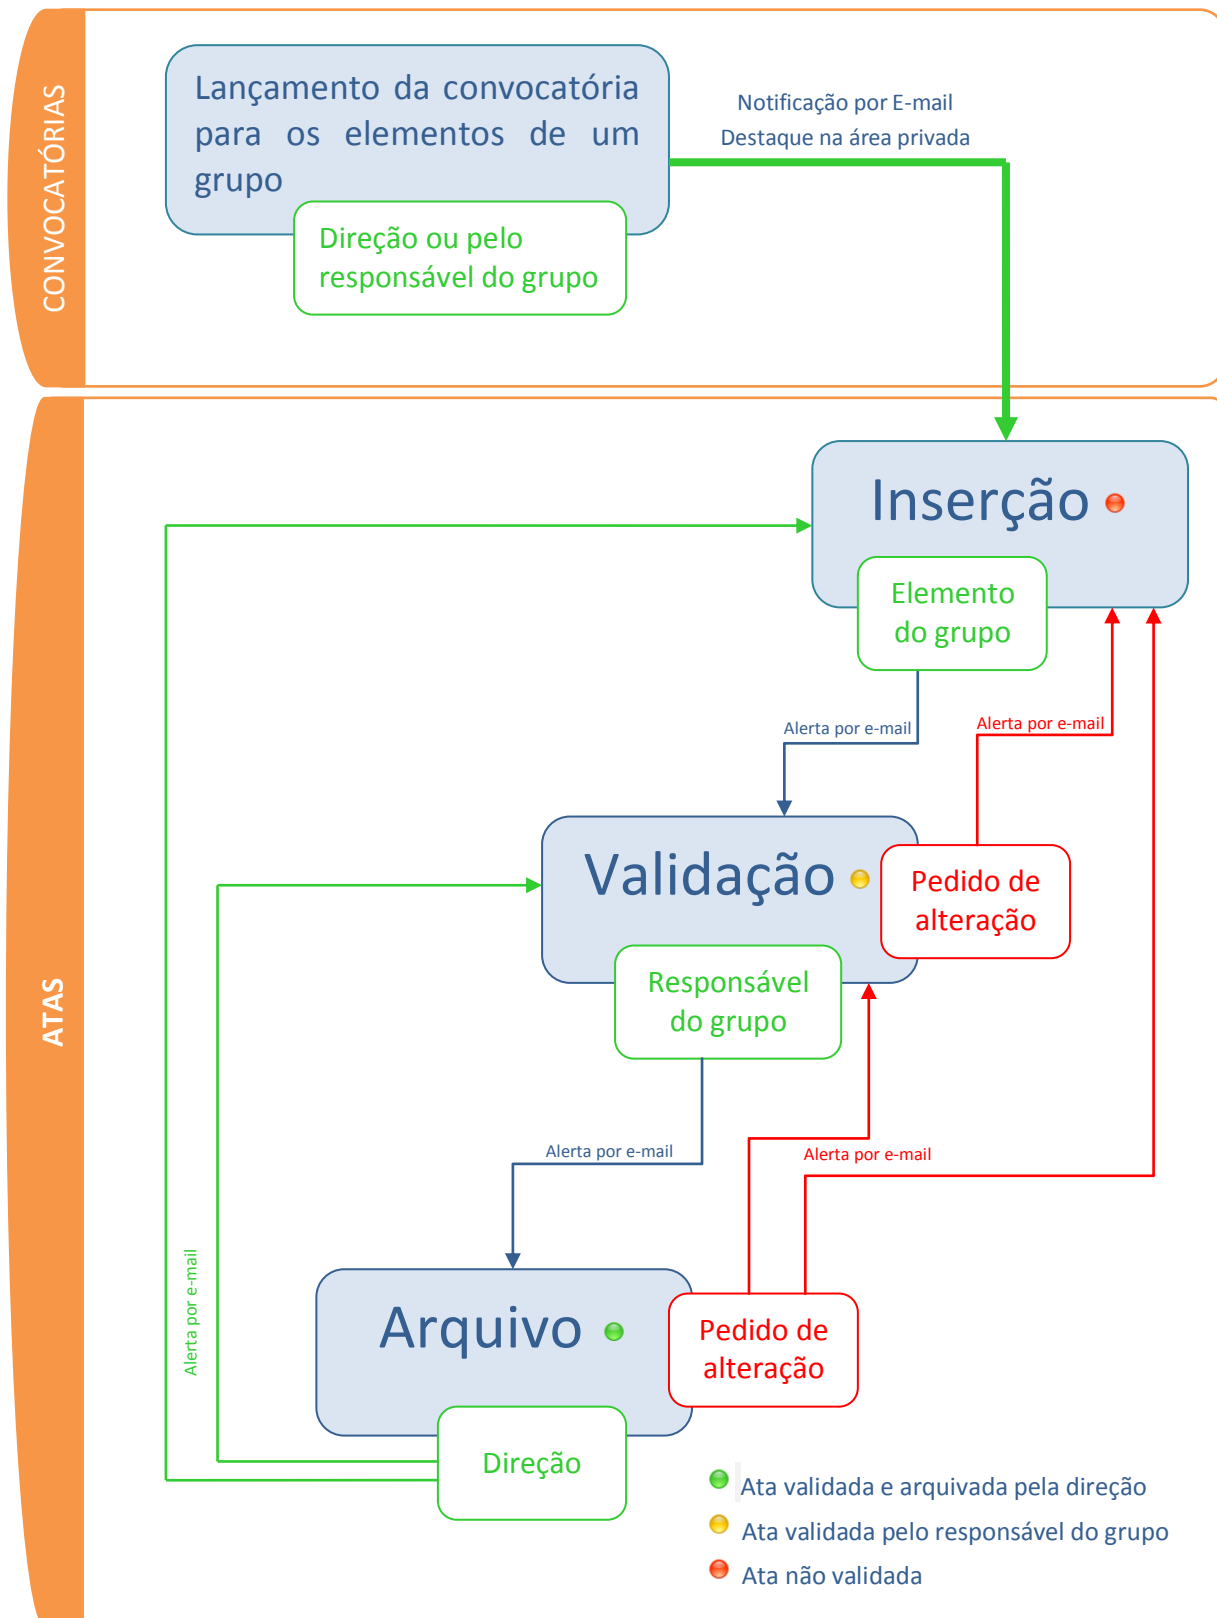 CONVOCATÓRIAS
Lançamento da convocatória
para os elementos de um
grupo
Direção ou pelo
responsável do grupo
Notificação por E-mail
Destaque na área privada
ATAS
Inserção
Elemento
do grupo
Alerta por e-mail
Alerta por e-mail
Validação
Pedido de
alteração
Responsável
do grupo
Alerta por e-mail
Alerta por e-mail
Alerta por e-mail
Arquivo
Pedido de
alteração
Direção
Ata validada e arquivada pela direção
Ata validada pelo responsável do grupo
Ata não validada